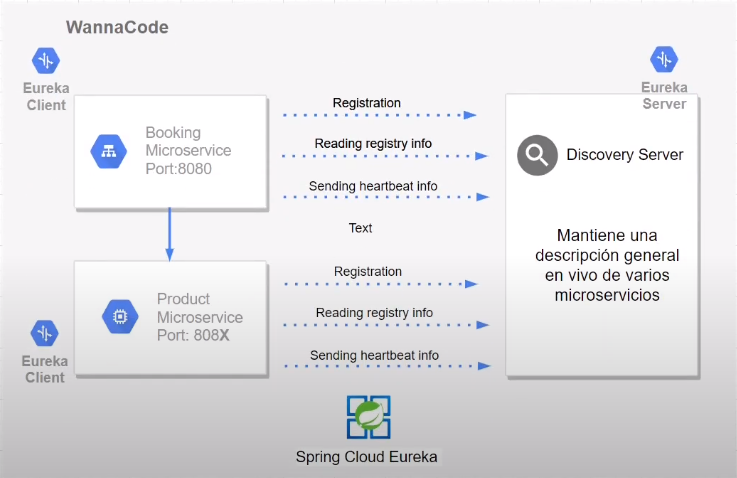 WannaCode
Eureka
Client
Eureka
Server
Booking
Microservice
Port:8080
Registration
Reading registry info
Sending heartbeat info
Discovery Server
Text
Mantiene una
descripción general
en vivo de varios
microservicios
Product
Microservice
Port: 808X
Registration
Reading registry info
Sending heartbeat info
Eureka
Client
Spring Cloud Eureka